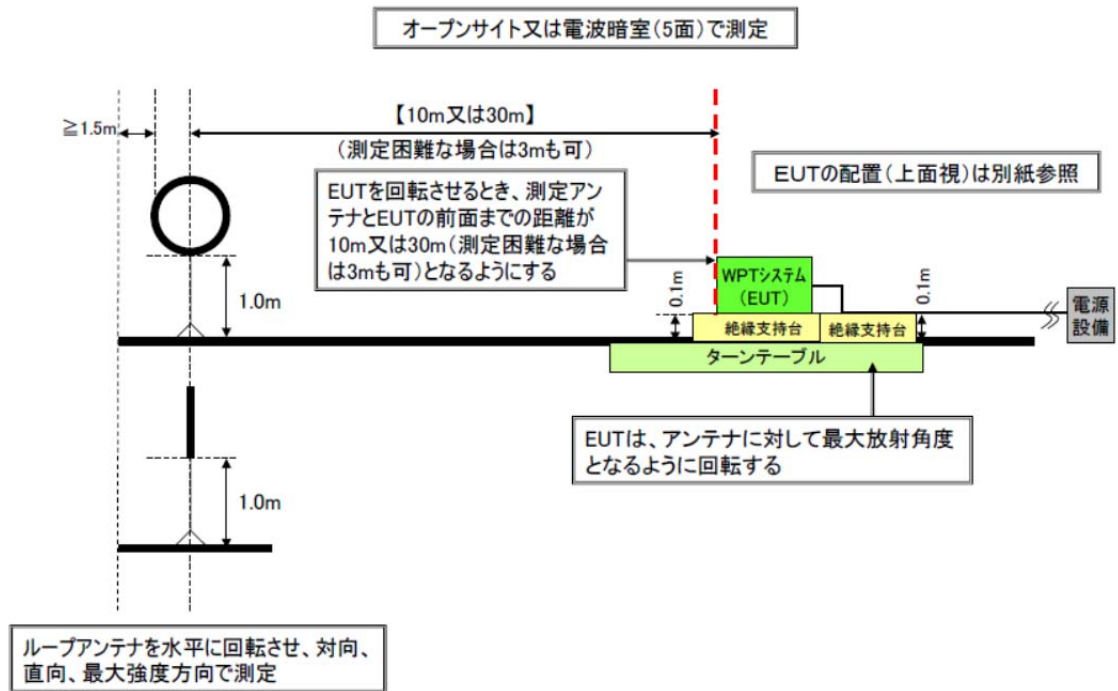 オープンサイト又は電波暗室(5面)で測定
≧1.5m
【10m又は30m】
(測定困難な場合は3mも可)
EUTの配置(上面視)は別紙参照
EUTを回転させるとき、測定アン
テナとEUTの前面までの距離が
10m又は30m(測定困難な場合
は3mも可)となるようにする
1.0m
0.1m
WPTシステム
(EUT)
0.1m
絶縁支持台
絶縁支持台
電源
設備
ターンテーブル
EUTは、アンテナに対して最大放射角度
となるように回転する
1.0m
ループアンテナを水平に回転させ、対向、
直向、最大強度方向で測定